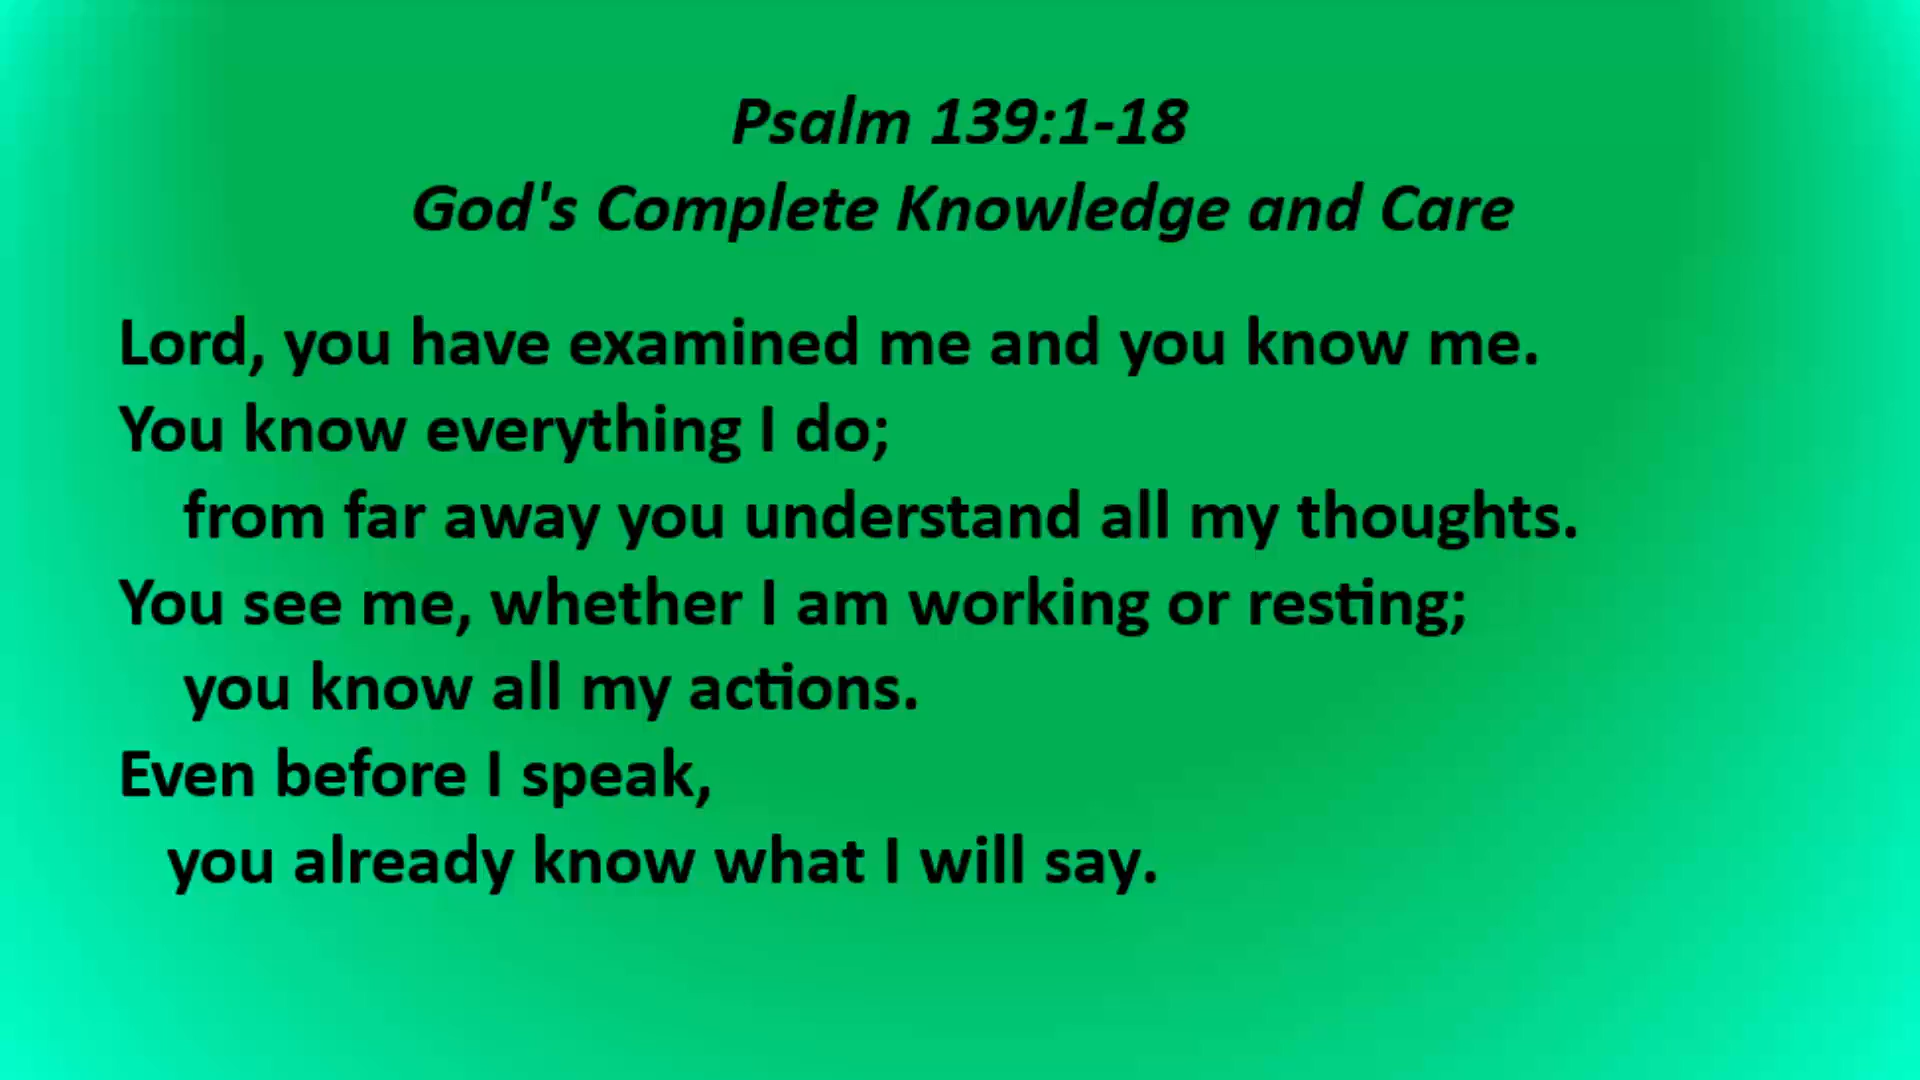 Psalm 139:1-18
God's Complete Knowledge and Care
Lord, you have examined me and you know me.
You know everything I do;
from far away you understand all my thoughts.
You see me, whether I am working or resting;
you know all my actions.
Even before I speak,
you already know what I will say.